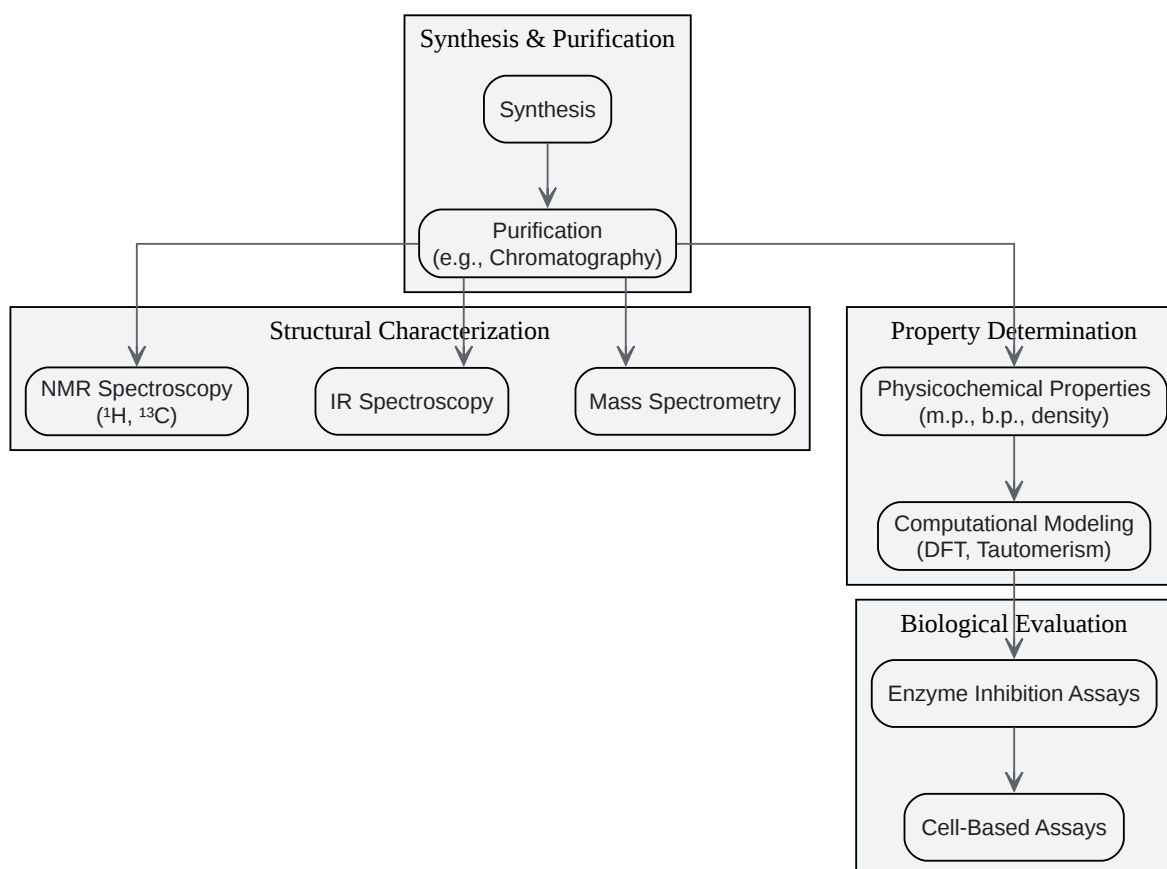 Synthesis & Purification
Synthesis
Purification
(e.g., Chromatography)
Structural Characterization
NMR Spectroscopy
(¹H, ¹³C)
IR Spectroscopy
Mass Spectrometry
Property Determination
Physicochemical Properties
(m.p., b.p., density)
Computational Modeling
(DFT, Tautomerism)
Biological Evaluation
Enzyme Inhibition Assays
Cell-Based Assays